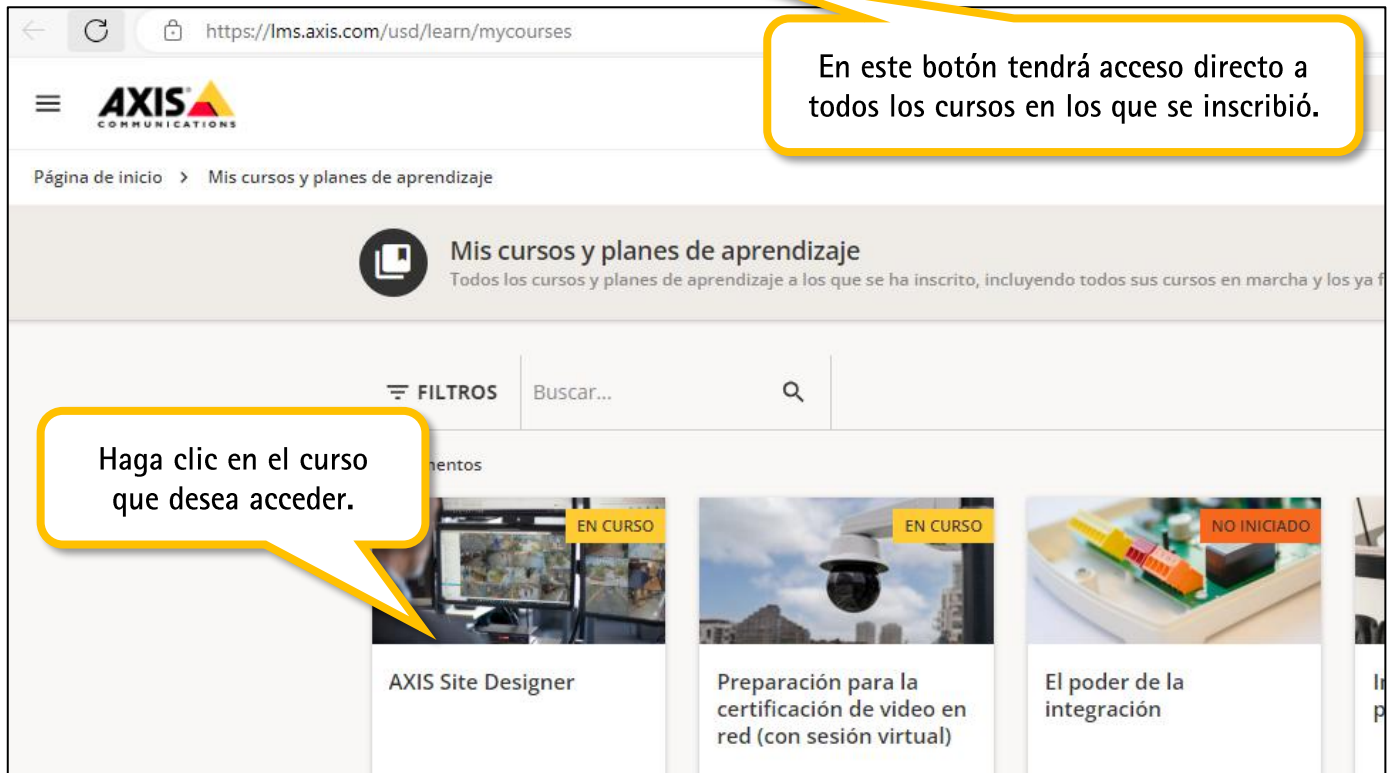 https://lms.axis.com/usd/learn/mycourses
En este botón tendrá acceso directo a
todos los cursos en los que se inscribió.
AXIS
COMMUNICATIONS
Página de inicio > Mis cursos y planes de aprendizaje
Mis cursos y planes de aprendizaje
Todos los cursos y planes de aprendizaje a los que se ha inscrito, incluyendo todos sus cursos en marcha y los ya
FILTROS Buscar...
Haga clic en el curso
que desea acceder.
EN CURSO
EN CURSO
NO INICIADO
AXIS Site Designer
Preparación para la
certificación de video en
red (con sesión virtual)
El poder de la
integración